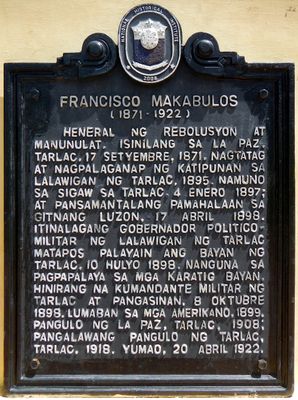 NATIONAL HISTORICAL INSTITUTE
2008
FRANCISCO MAKABULOS
(1871-1922)
HENERAL NG REBOLUSYON AT
MANUNULAT. ISINILANG SA LA PAZ,
TARLAC, 17 SETYEMBRE, 1871. NAGTATAG
AT NAGPALAGANAP NG KATIPUNAN SA
LALAWIGAN NG TARLAC, 1895. NAMUNO
SA SIGAW SA TARLAC, 4 ENERO 1897;
AT PANSAMANTALANG PAMAHALAAN SA
GITNANG LUZON, 17 ABRIL 1898.
ITINALAGANG GOBERNADOR POLITICO-
MILITAR NG LALAWIGAN NG TARLAC
MATAPOS PALAYAIN ANG BAYAN NG
TARLAC, 10 HULYO 1898. NANGUNA SA
PAGPAPALAYA SA MGA KARATIG BAYAN.
HINIRANG NA KUMANDANTE MILITAR NG
TARLAC AT PANGASINAN, 8 OKTUBRE
1899. LUMABAN SA MGA AMERIKANO, 1899.
PANGULO NG LA PAZ, TARLAC, 1908;
PANGALAWANG PANGULO NG TARLAC,
TARLAC, 1918. YUMAO, 20 ABRIL 1922.